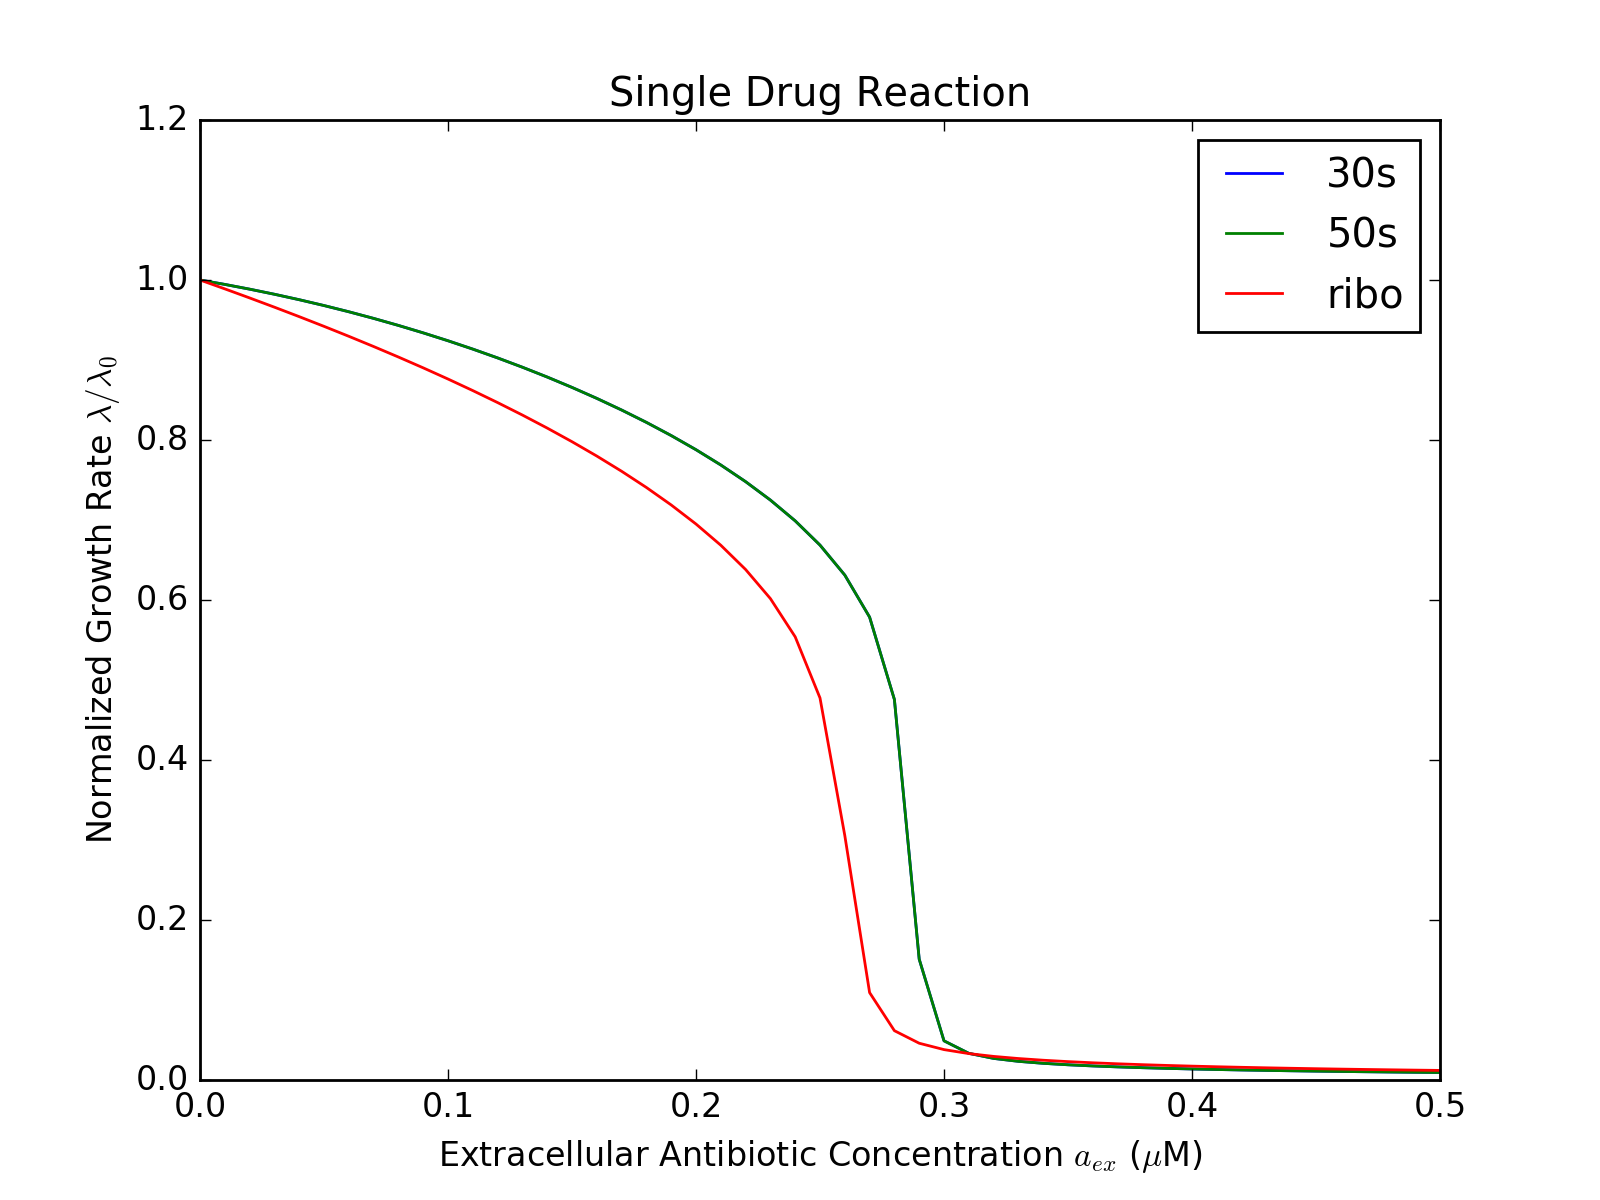 Single Drug Reaction
1.2
1.0
0.8
0.6
0.4
0.2
0.0
Normalized Growth Rate λ/λ₀
30s
50s
ribo
0.0 0.1 0.2 0.3 0.4 0.5
Extracellular Antibiotic Concentration aₑₓ (μM)